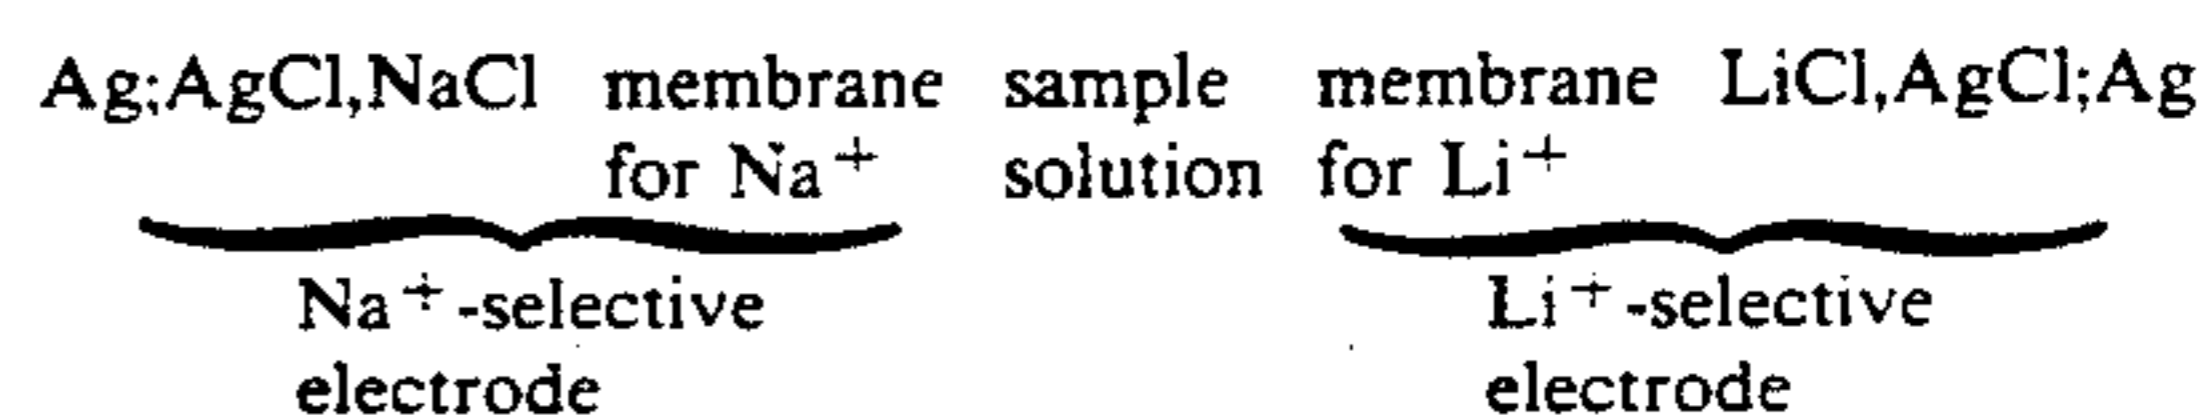 Ag;AgCl,NaCl membrane sample membrane LiCl,AgCl;Ag
for Na+ solution for Li+
Na+-selective Li+-selective
electrode electrode